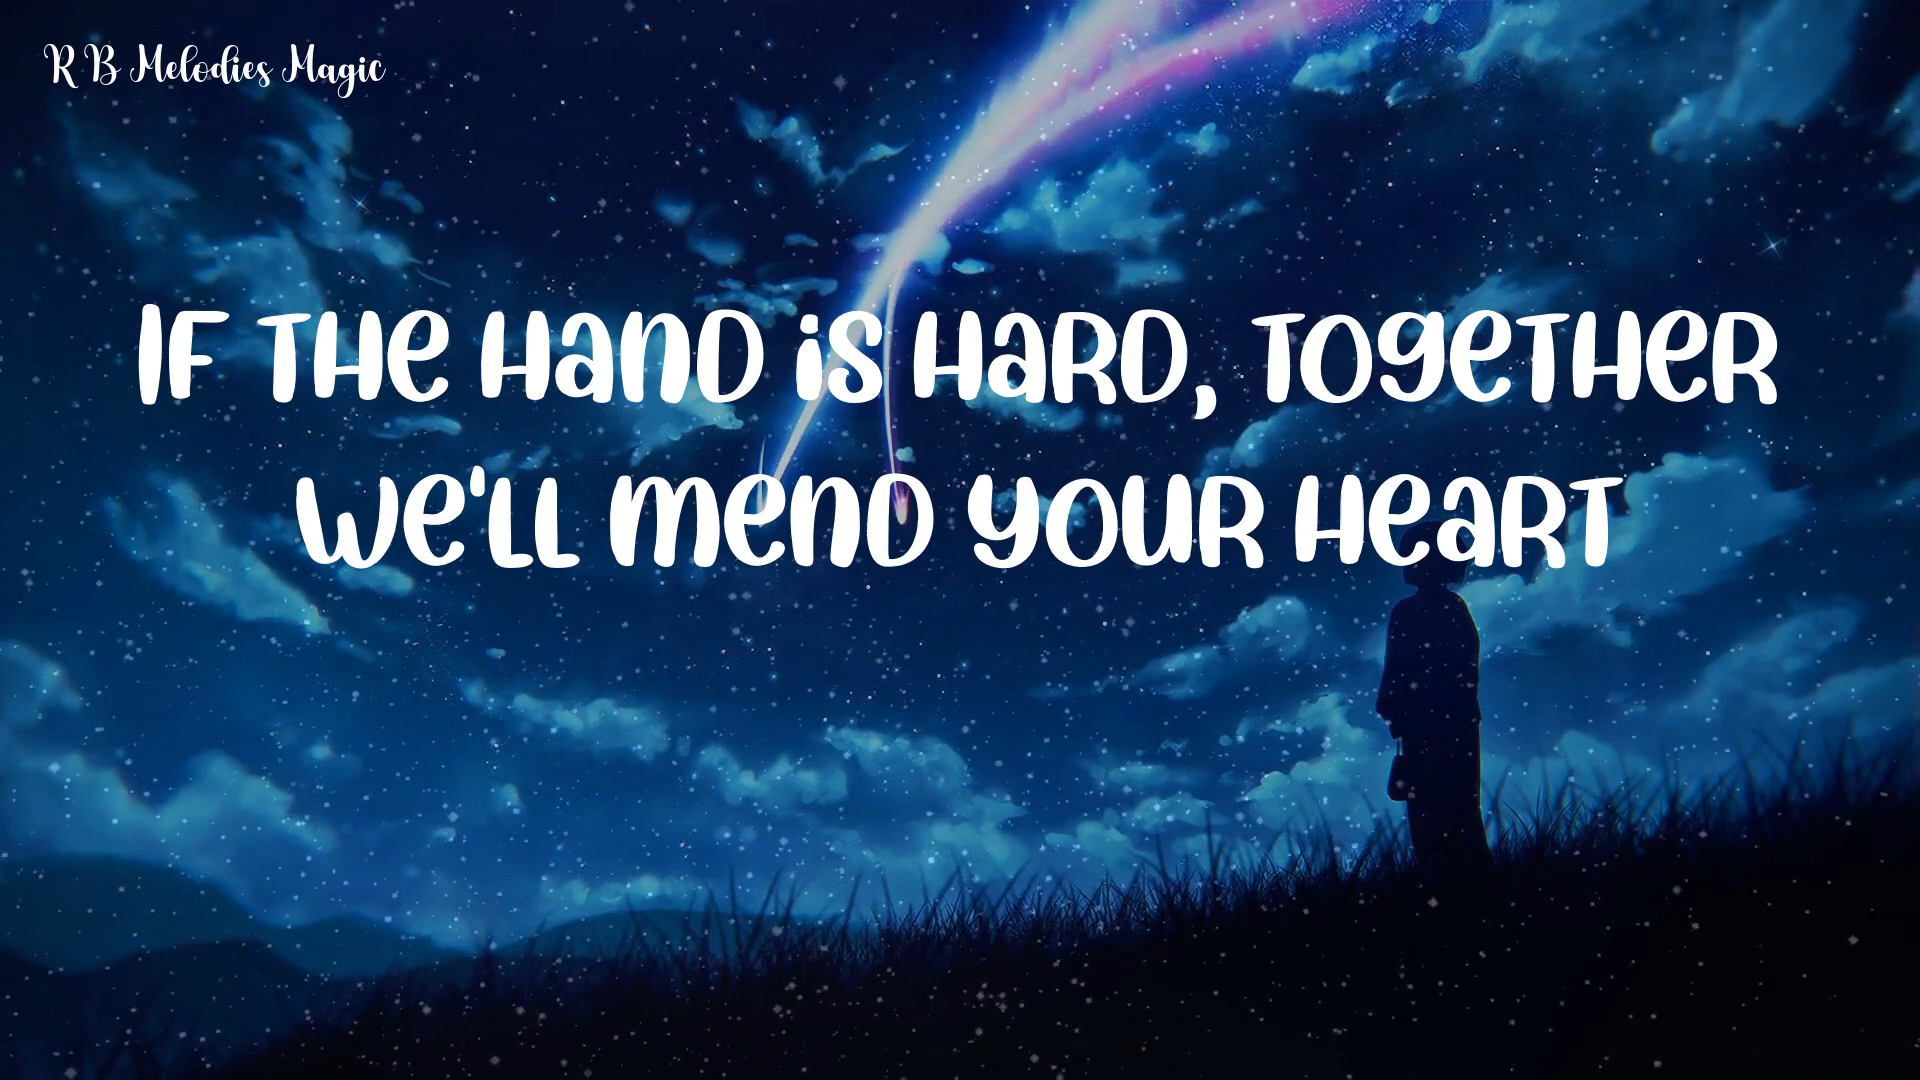 R B Melodies Magic
IF THE HAND IS HARD, TOGETHER
WE'LL MEND YOUR HEART